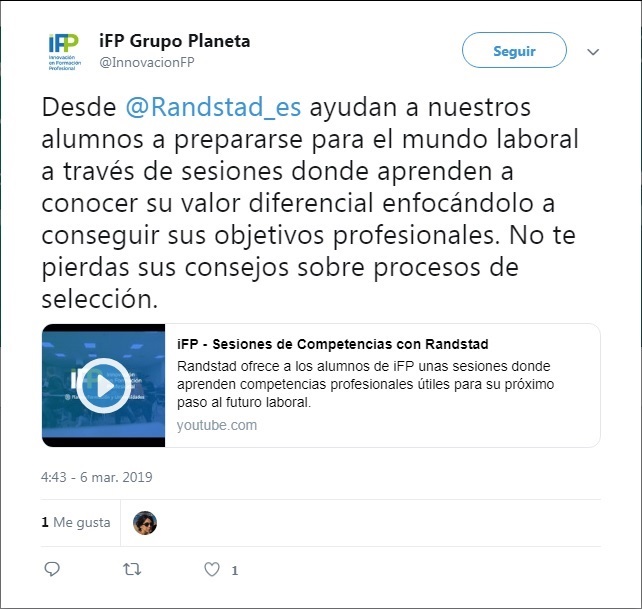 iFP
Innovación
en Formación
Profesional
iFP Grupo Planeta
@InnovacionFP
Seguir
Desde @Randstad_es ayudan a nuestros
alumnos a prepararse para el mundo laboral
a través de sesiones donde aprenden a
conocer su valor diferencial enfocándolo a
conseguir sus objetivos profesionales. No te
pierdas sus consejos sobre procesos de
selección.
iFP - Sesiones de Competencias con Randstad
Randstad ofrece a los alumnos de iFP unas sesiones donde
aprenden competencias profesionales útiles para su próximo
paso al futuro laboral.
youtube.com
4:43 - 6 mar. 2019
1 Me gusta
1